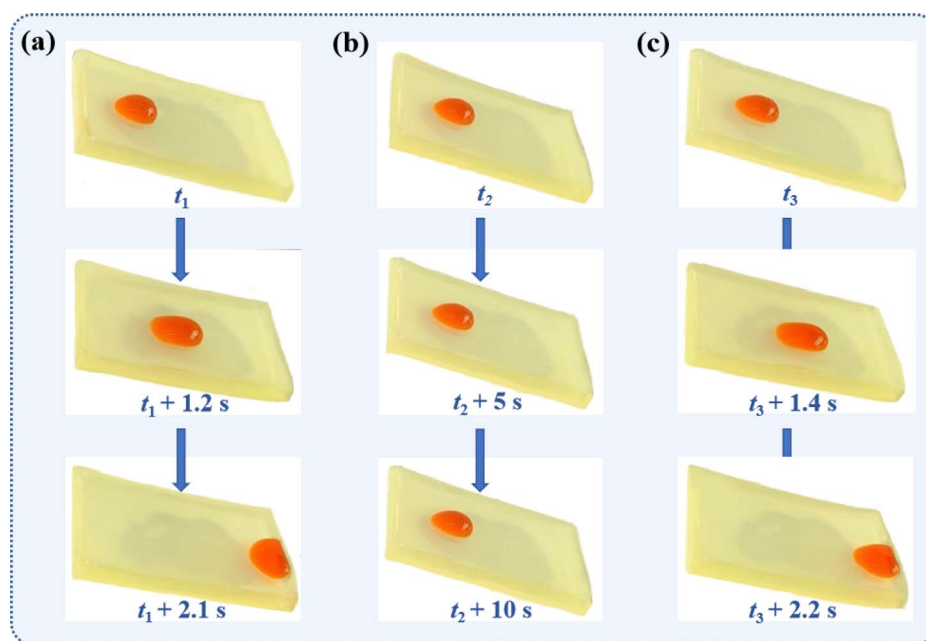 (a) (b) (c)
t₁ t₂ t₃
t₁ + 1.2 s t₂ + 5 s t₃ + 1.4 s
t₁ + 2.1 s t₂ + 10 s t₃ + 2.2 s